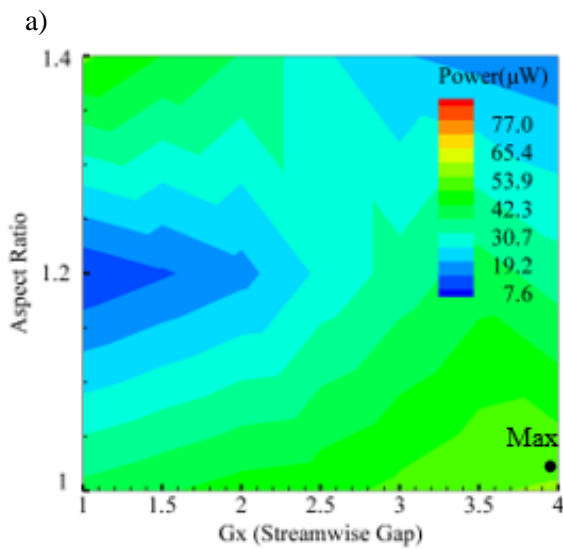 a)
1.4
Power(μW)
77.0
65.4
53.9
42.3
30.7
19.2
7.6
Aspect Ratio
1.2
Max
1
1 1.5 2 2.5 3 3.5 4
Gx (Streamwise Gap)